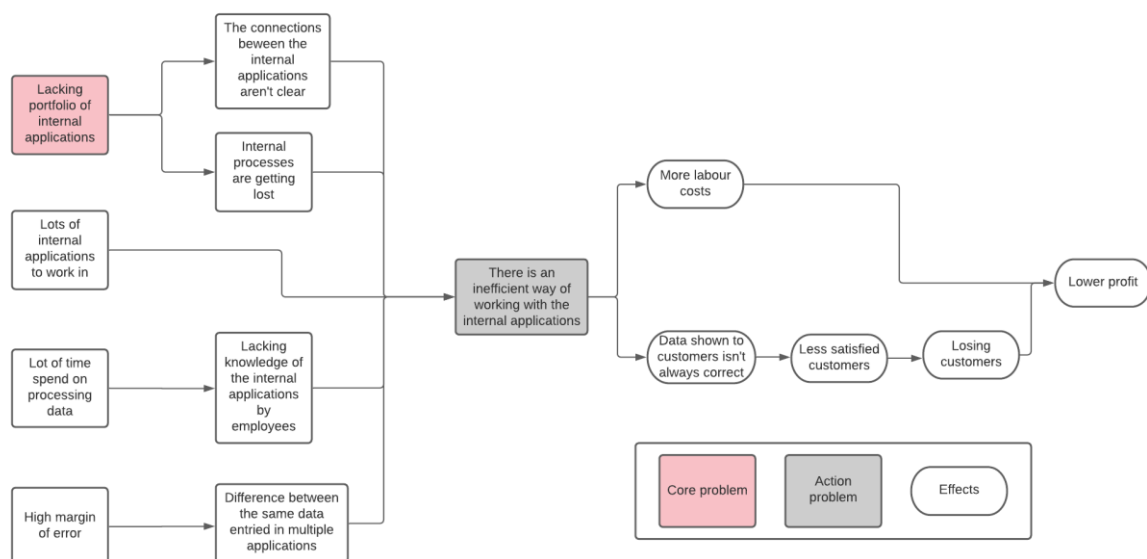 The connections
beween the
internal
applications
aren't clear
Lacking
portfolio of
internal
applications
Internal
processes
are getting
lost
More labour
costs
Lots of
internal
applications
to work in
There is an
inefficient way of
working with the
internal applications
Lower profit
Lot of time
spend on
processing
data
Lacking
knowledge of
the internal
applications
by
employees
Data shown to
customers isn't
always correct
Less satisfied
customers
Losing
customers
High margin
of error
Difference between
the same data
entried in multiple
applications
Core problem
Action
problem
Effects